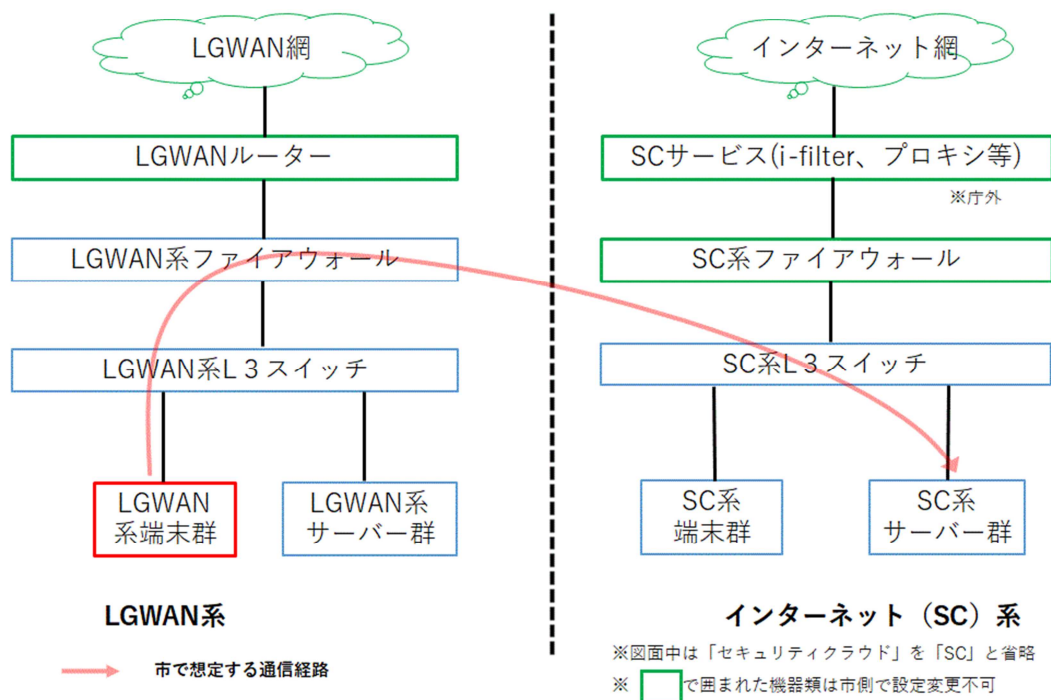 LGWAN網
インターネット網
LGWANルーター
SCサービス(i-filter、プロキシ等)
※庁外
LGWAN系ファイアウォール
SC系ファイアウォール
LGWAN系L３スイッチ
SC系L３スイッチ
LGWAN
系端末群
LGWAN系
サーバー群
SC系
端末群
SC系
サーバー群
LGWAN系
インターネット（SC）系
※図面中は「セキュリティクラウド」を「SC」と省略
市で想定する通信経路
※ で囲まれた機器類は市側で設定変更不可